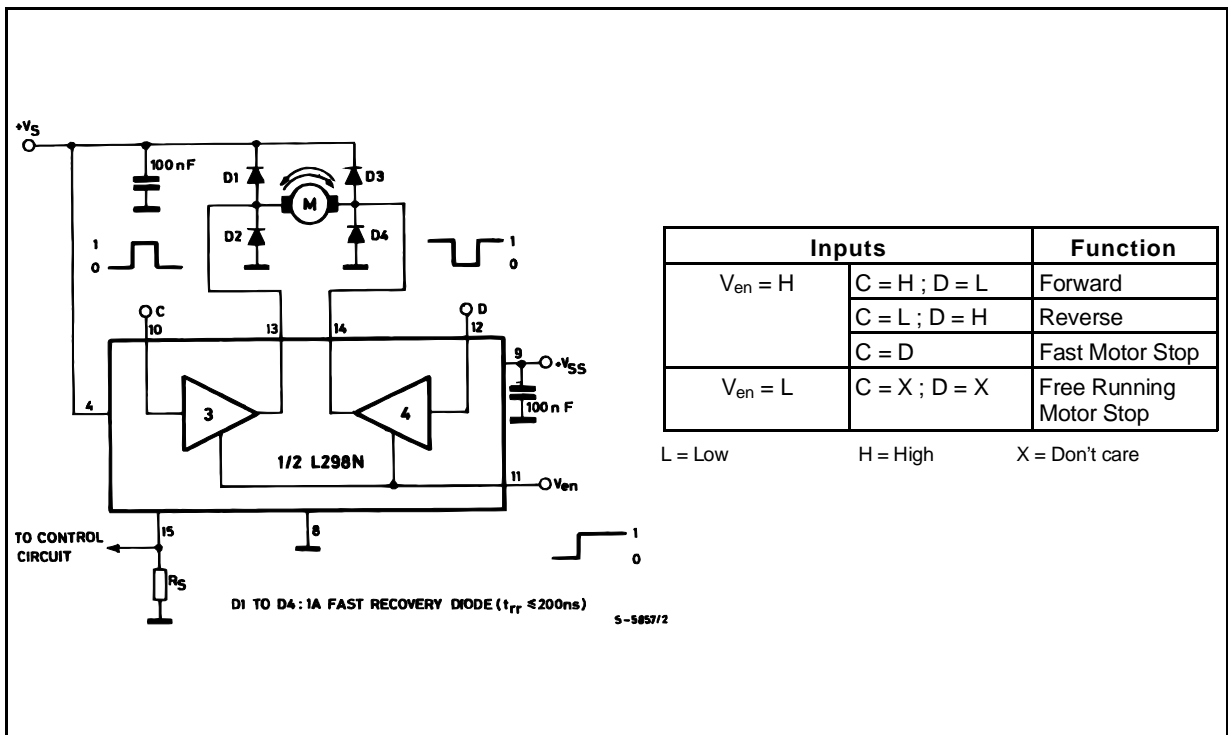 +VS
100nF
D1
D3
M
D2
D4
1
0
1
0
C
D
10
13
14
12
9
+VSS
100nF
4
3
4
1/2 L298N
11
Ven
15
8
TO CONTROL
CIRCUIT
RS
1
0
D1 TO D4 : 1A FAST RECOVERY DIODE (trr ≤200ns)
S-5857/2
Inputs Function
Ven = H C = H ; D = L Forward
C = L ; D = H Reverse
C = D Fast Motor Stop
Ven = L C = X ; D = X Free Running
Motor Stop
L = Low H = High X = Don't care